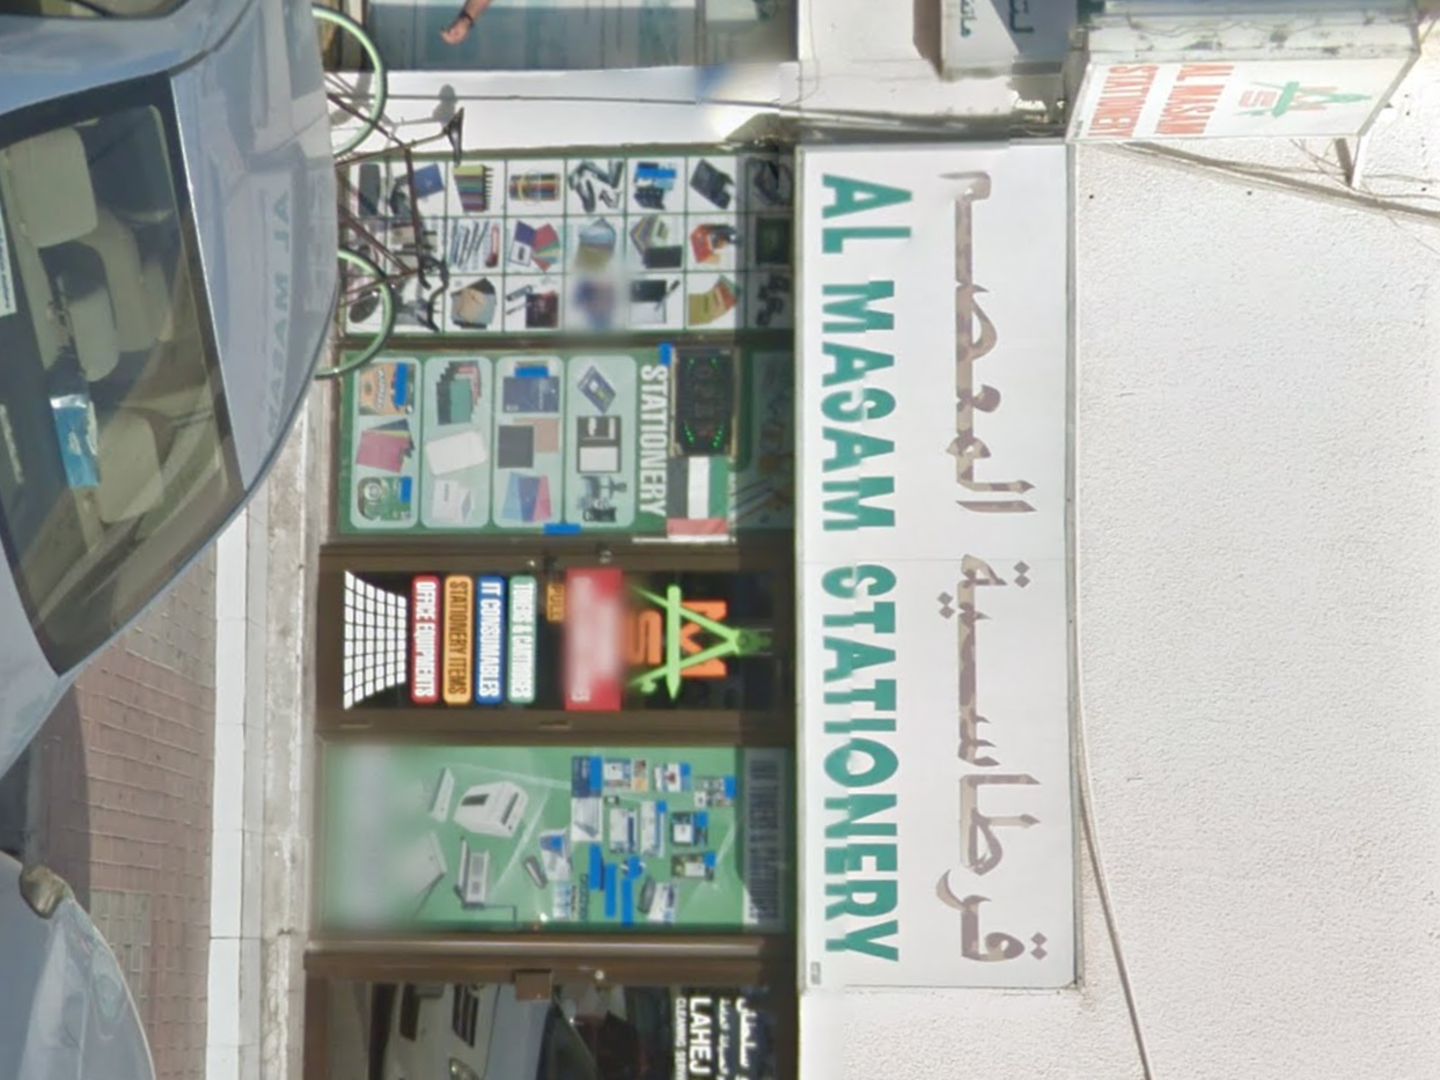 قرطاسية المعصم
AL MASAM STATIONERY
AL MASAM
STATIONERY
STATIONERY
TONERS & CARTRIDGES
IT CONSUMABLES
STATIONERY ITEMS
OFFICE EQUIPMENTS
LAHEJ
CLEANING